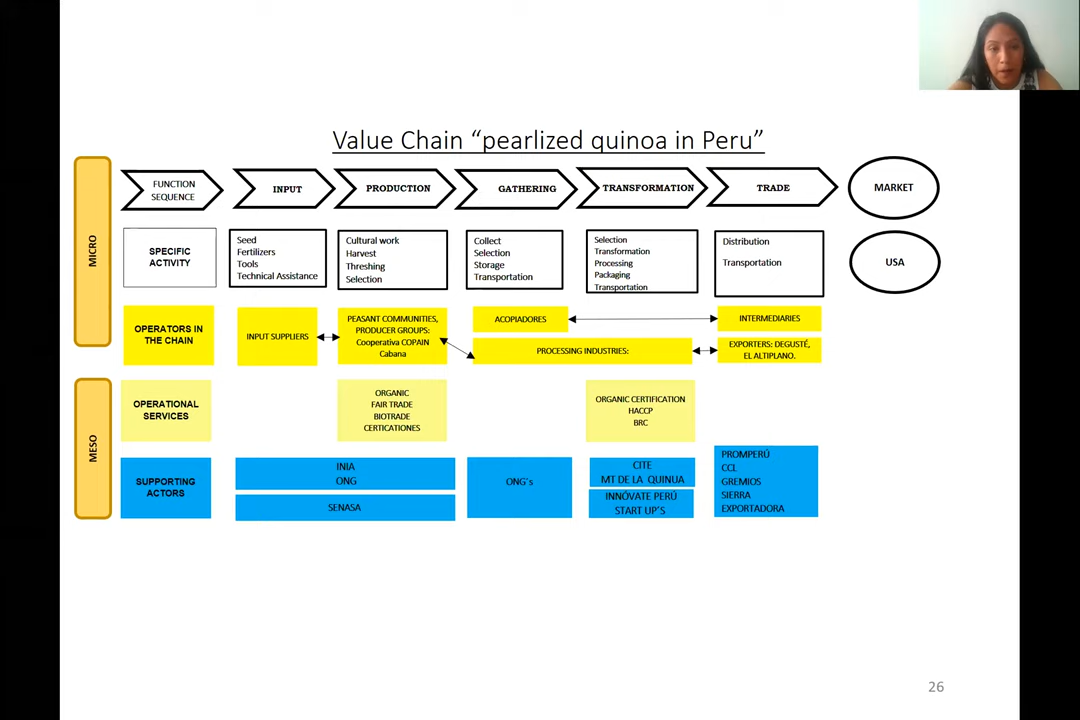 Value Chain “pearlized quinoa in Peru”
MICRO
FUNCTION
SEQUENCE
INPUT
PRODUCTION
GATHERING
TRANSFORMATION
TRADE
MARKET
SPECIFIC
ACTIVITY
Seed
Fertilizers
Tools
Technical Assistance
Cultural work
Harvest
Threshing
Selection
Collect
Selection
Storage
Transportation
Selection
Transformation
Processing
Packaging
Transportation
Distribution
Transportation
USA
OPERATORS IN
THE CHAIN
INPUT SUPPLIERS
PEASANT COMMUNITIES,
PRODUCER GROUPS:
Cooperativa COPAIN
Cabana
ACOPIADORES
INTERMEDIARIES
PROCESSING INDUSTRIES:
EXPORTERS: DEGUSTÉ,
EL ALTIPLANO.
MESO
OPERATIONAL
SERVICES
ORGANIC
FAIR TRADE
BIOTRADE
CERTICATIONES
ORGANIC CERTIFICATION
HACCP
BRC
SUPPORTING
ACTORS
INIA
ONG
SENASA
ONG´s
CITE
MT DE LA QUINUA
INNÓVATE PERÚ
START UP´S
PROMPERÚ
CCL
GREMIOS
SIERRA
EXPORTADORA
26